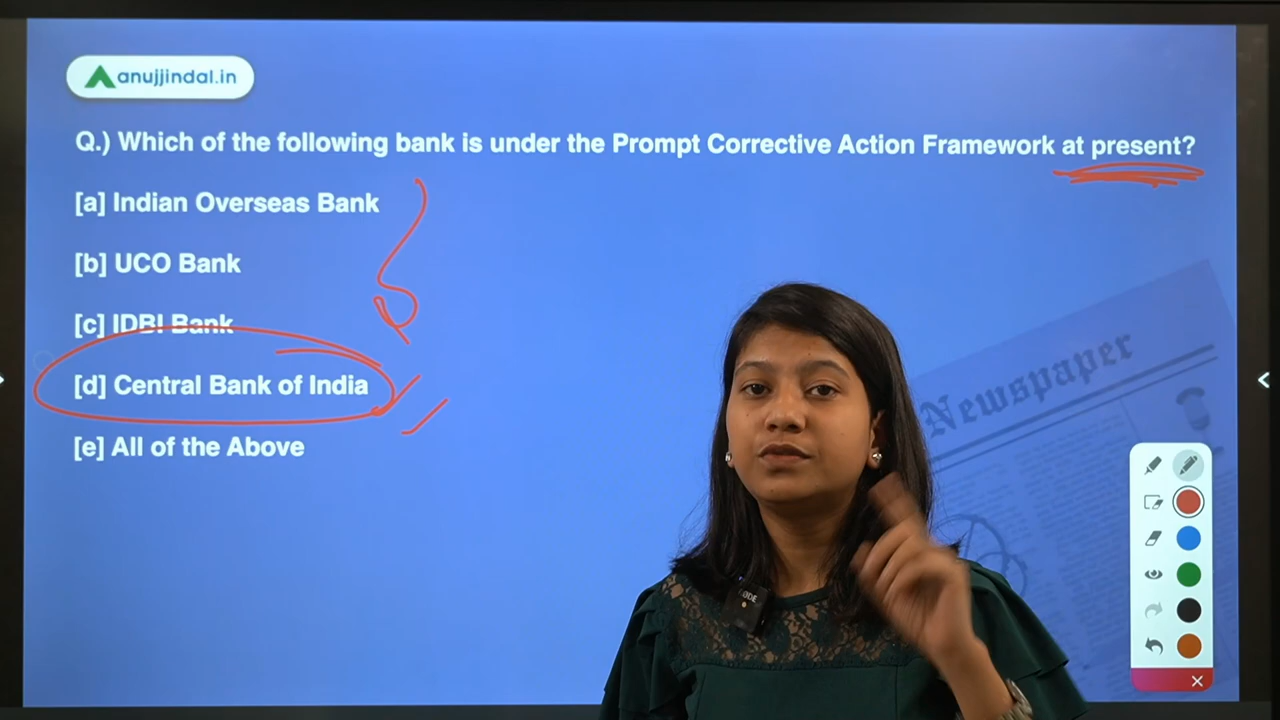 anujjindal.in
Q.) Which of the following bank is under the Prompt Corrective Action Framework at present?
[a] Indian Overseas Bank
[b] UCO Bank
[c] IDBI Bank
[d] Central Bank of India
[e] All of the Above
Newspaper